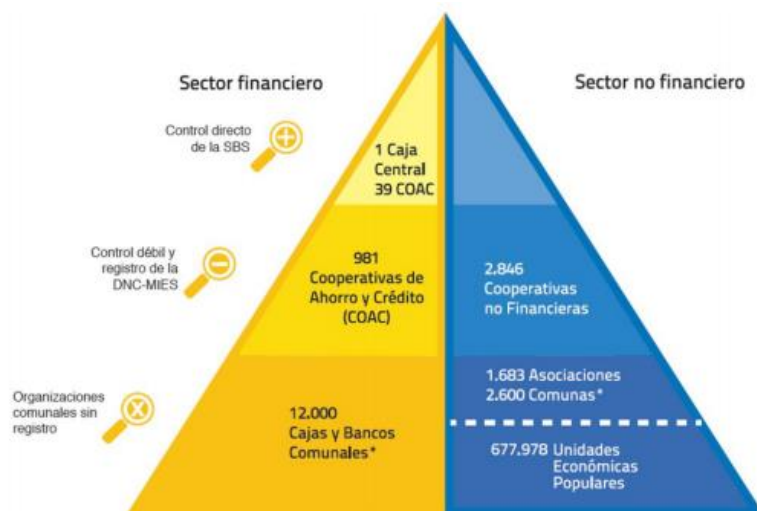 Sector financiero
Sector no financiero
Control directo
de la SBS
1 Caja
Central
39 COAC
Control débil y
registro de la
DNC-MIES
981
Cooperativas de
Ahorro y Crédito
(COAC)
2.846
Cooperativas
no Financieras
Organizaciones
comunales sin
registro
12.000
Cajas y Bancos
Comunales*
1.683 Asociaciones
2.600 Comunas*
677.978 Unidades
Económicas
Populares